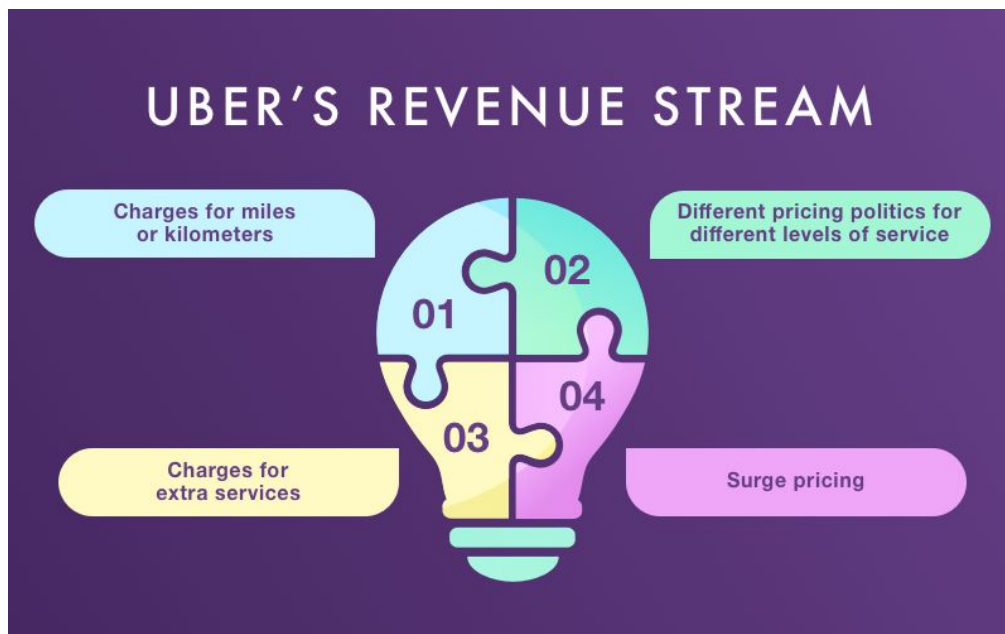 UBER’S REVENUE STREAM
Charges for miles
or kilometers
01
02
Different pricing politics for
different levels of service
Charges for
extra services
03
04
Surge pricing